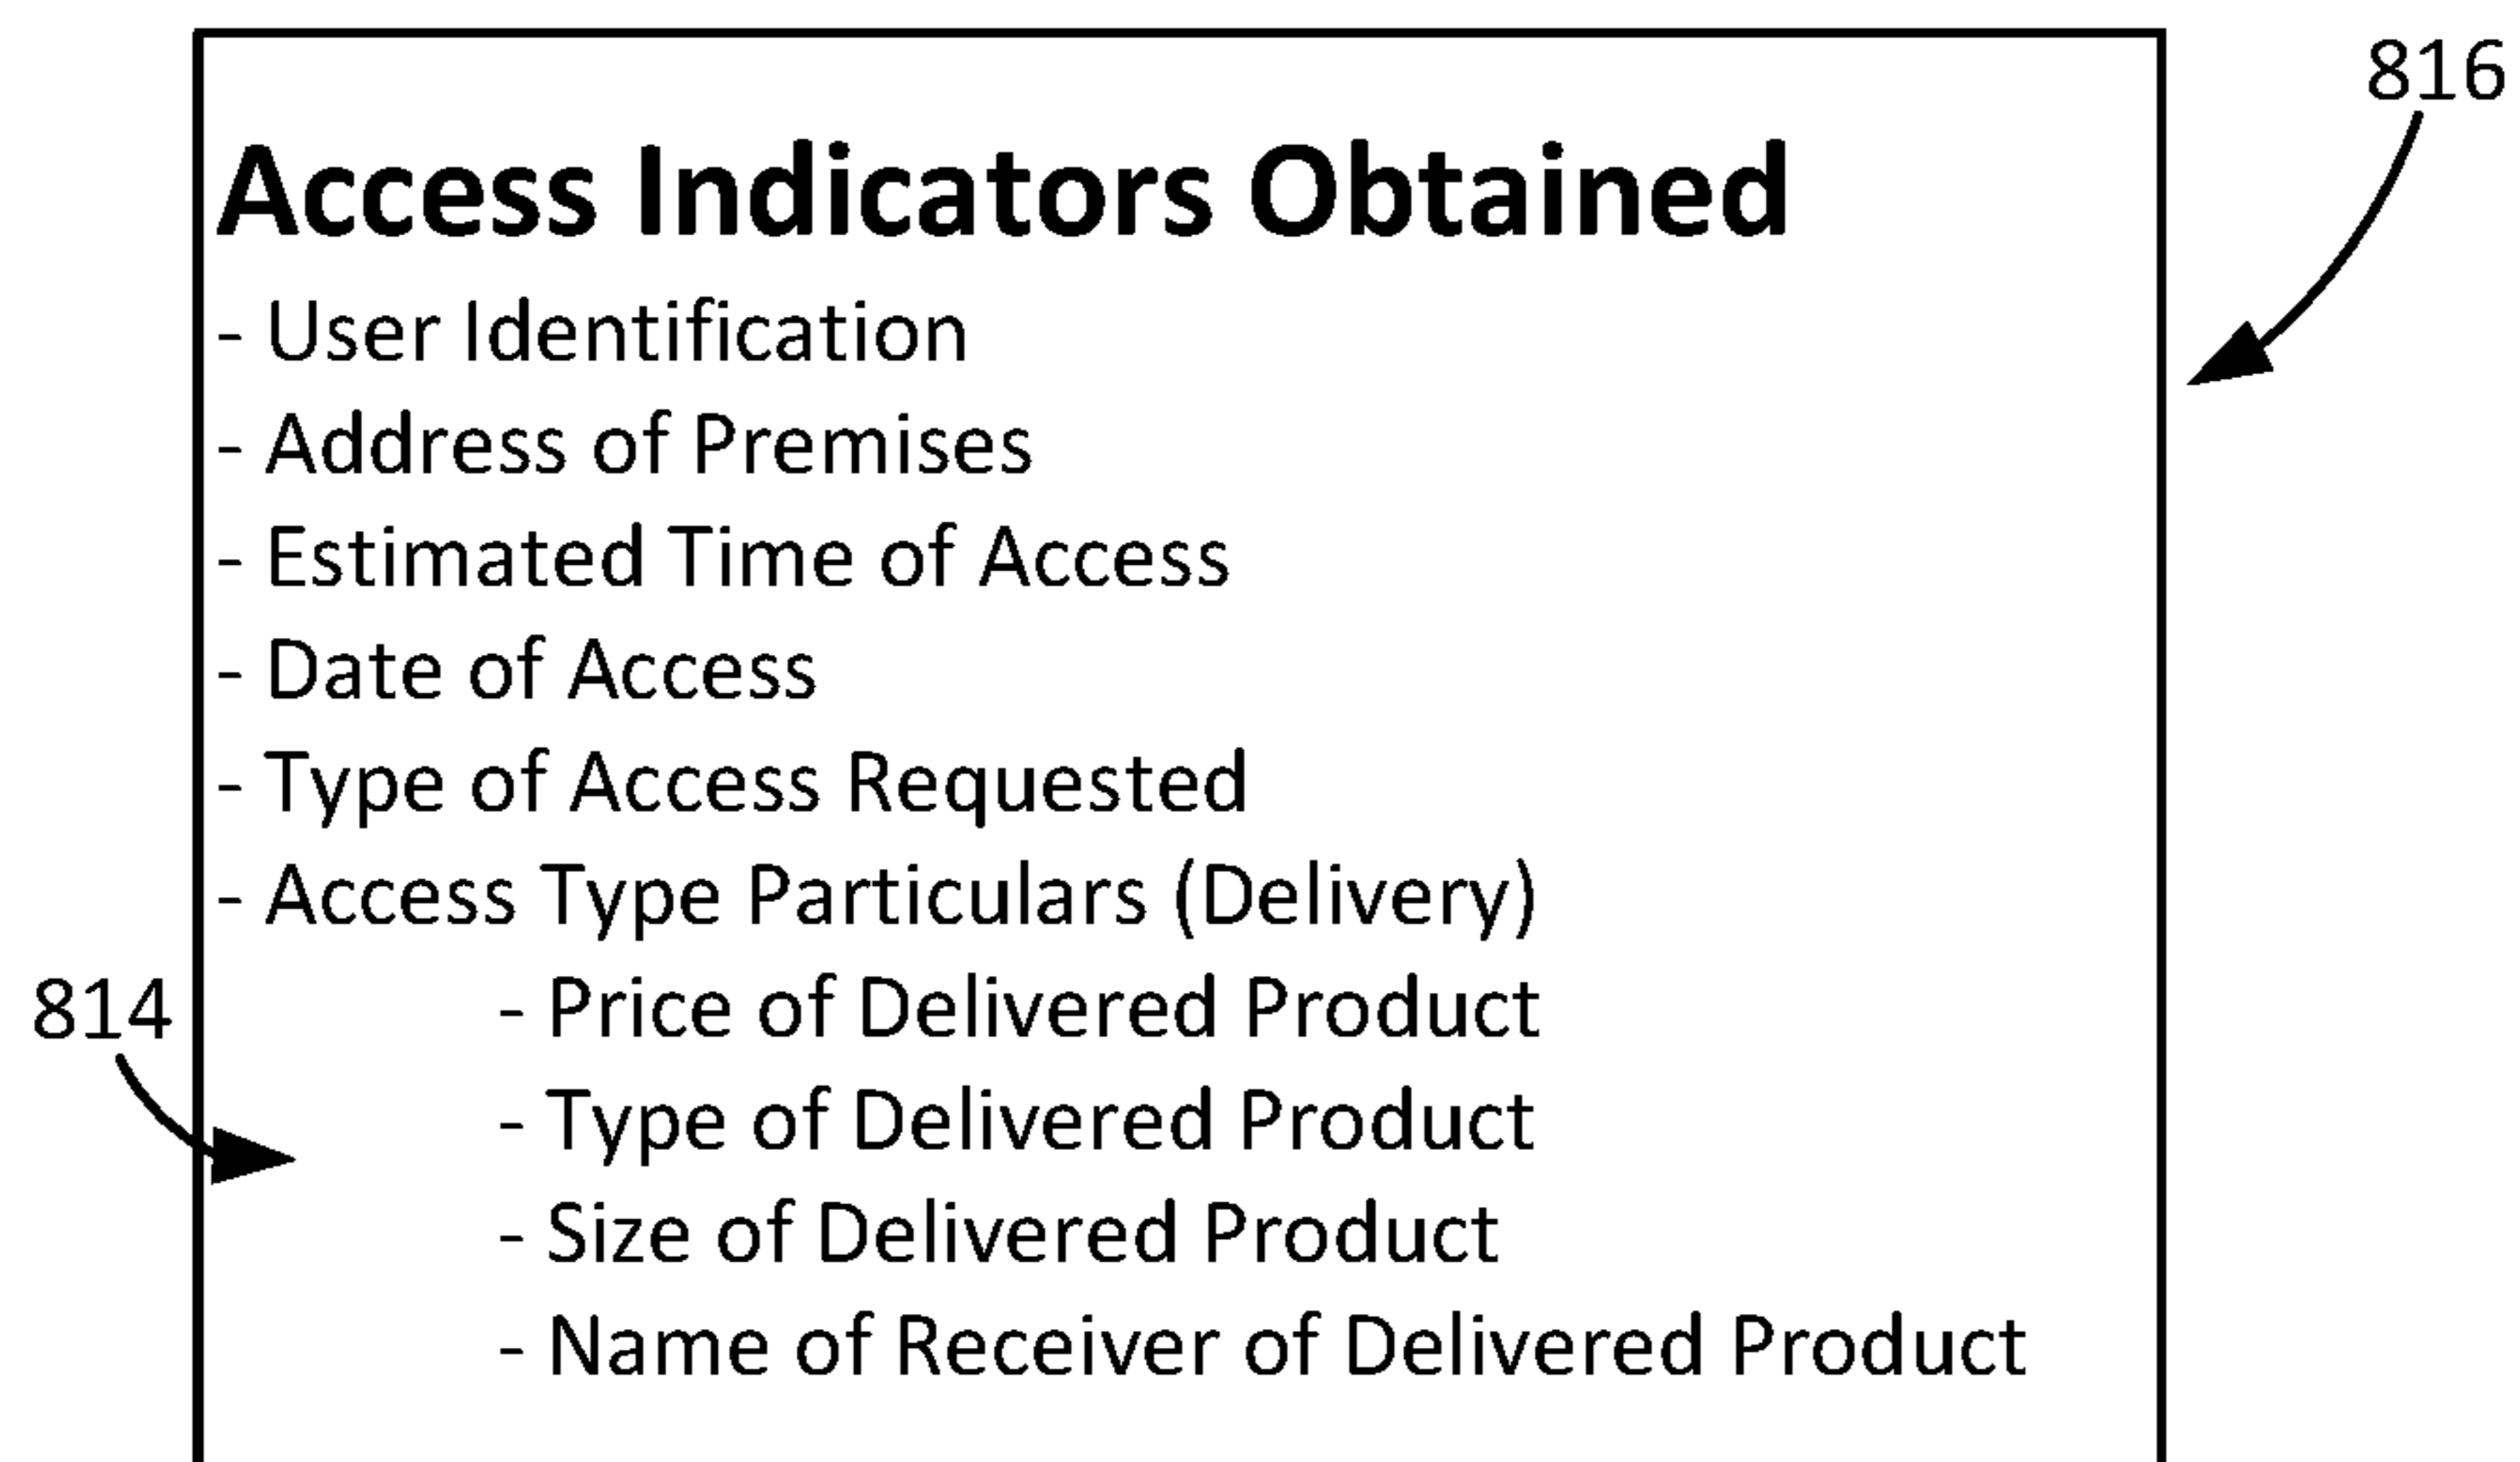 816
Access Indicators Obtained
- User Identification
- Address of Premises
- Estimated Time of Access
- Date of Access
- Type of Access Requested
- Access Type Particulars (Delivery)
814
- Price of Delivered Product
- Type of Delivered Product
- Size of Delivered Product
- Name of Receiver of Delivered Product